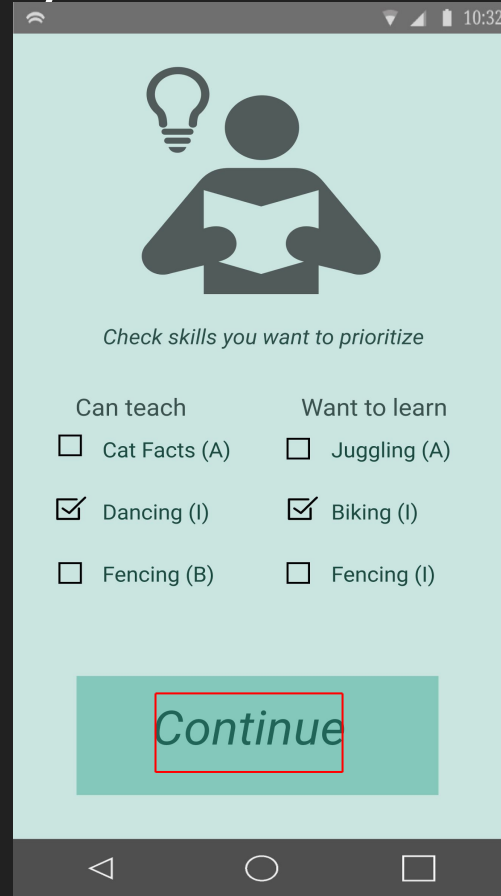 10:32
Check skills you want to prioritize
Can teach
Cat Facts (A)
Dancing (I)
Fencing (B)
Want to learn
Juggling (A)
Biking (I)
Fencing (I)
Continue